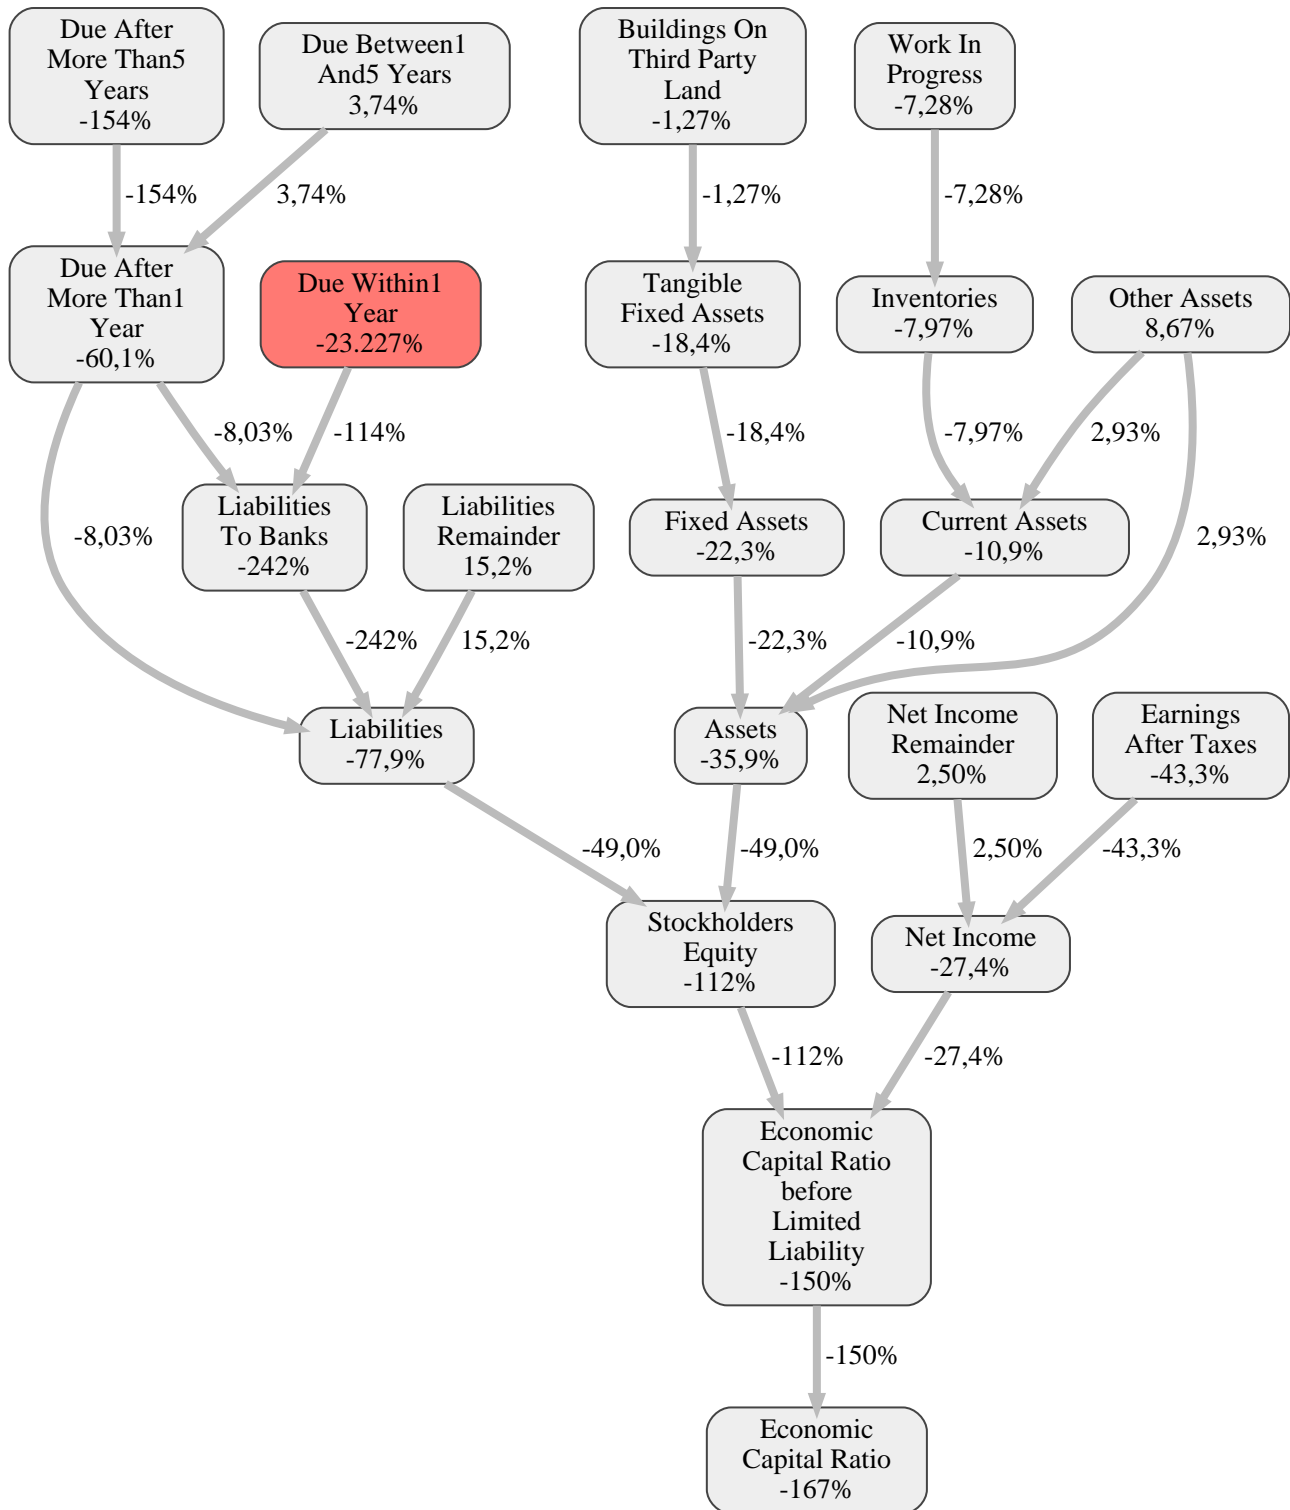 Due After
More Than5
Years
-154%
Due Between1
And5 Years
3,74%
Buildings On
Third Party
Land
-1,27%
Work In
Progress
-7,28%
-154%
3,74%
-1,27%
-7,28%
Due After
More Than1
Year
-60,1%
Due Within1
Year
-23.227%
Tangible
Fixed Assets
-18,4%
Inventories
-7,97%
Other Assets
8,67%
-8,03%
-114%
-18,4%
-7,97%
2,93%
-8,03%
Liabilities
To Banks
-242%
Liabilities
Remainder
15,2%
Fixed Assets
-22,3%
Current Assets
-10,9%
2,93%
-242%
15,2%
-22,3%
-10,9%
Liabilities
-77,9%
Assets
-35,9%
Net Income
Remainder
2,50%
Earnings
After Taxes
-43,3%
-49,0%
-49,0%
2,50%
-43,3%
Stockholders
Equity
-112%
Net Income
-27,4%
-112%
-27,4%
Economic
Capital Ratio
before
Limited
Liability
-150%
-150%
Economic
Capital Ratio
-167%